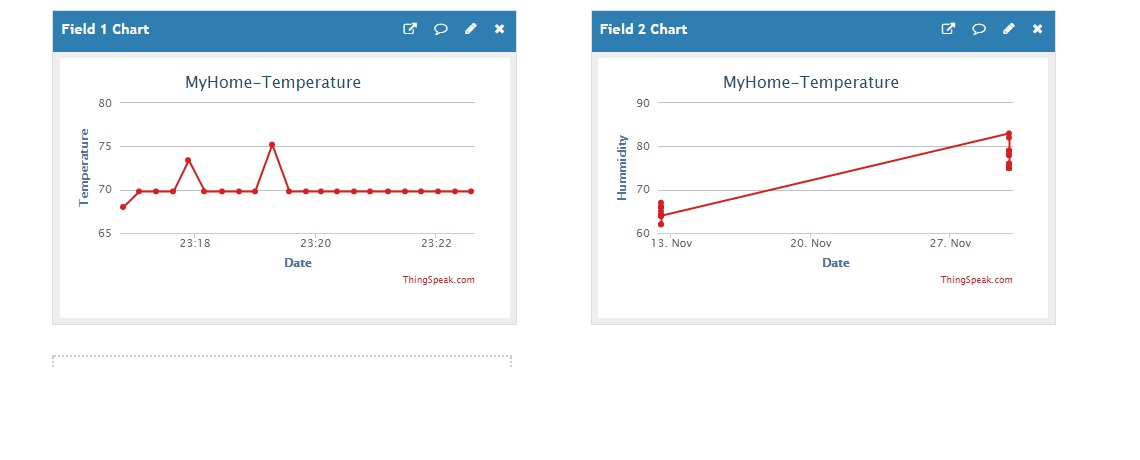 Field 1 Chart
MyHome-Temperature
80
75
70
65
Temperature
23:18 23:20 23:22
Date
ThingSpeak.com
Field 2 Chart
MyHome-Temperature
90
80
70
60
Hummidity
13. Nov 20. Nov 27. Nov
Date
ThingSpeak.com